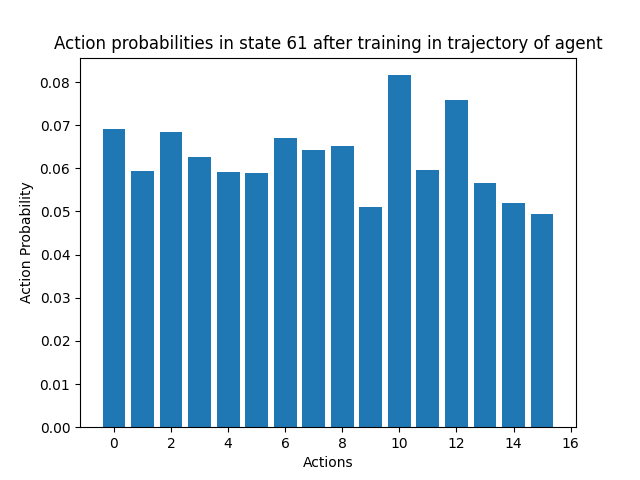 Action probabilities in state 61 after training in trajectory of agent
0.08
0.07
0.06
0.05
0.04
0.03
0.02
0.01
0.00
Action Probability
0 2 4 6 8 10 12 14 16
Actions